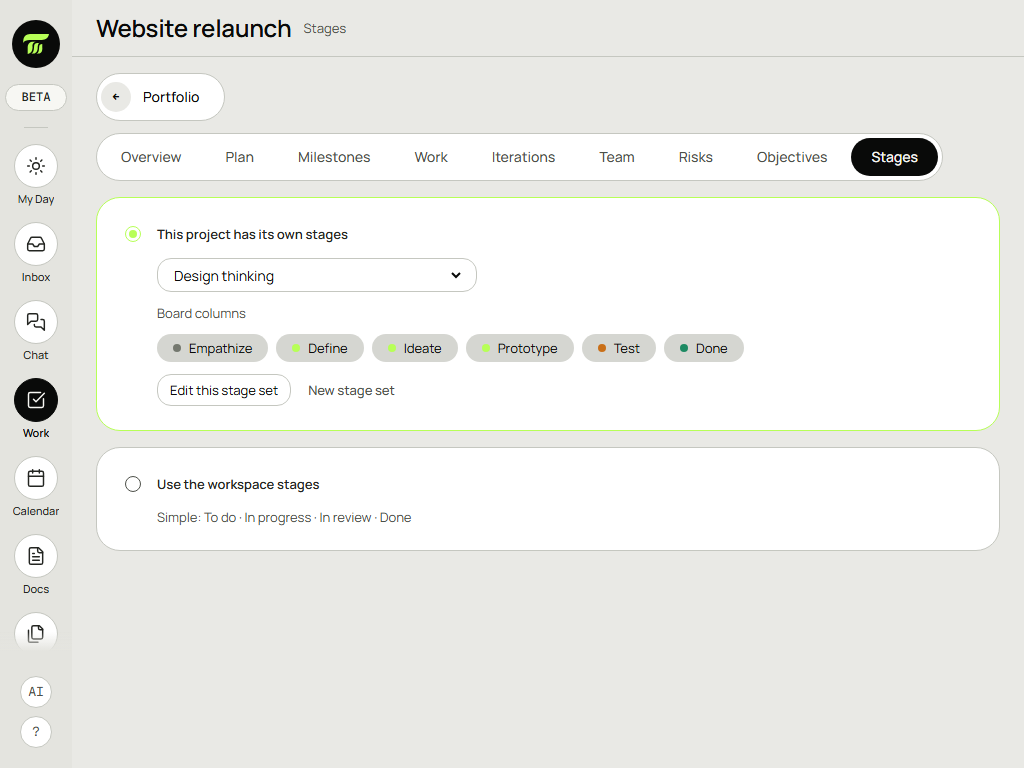 Website relaunch Stages
BETA
My Day
Inbox
Chat
Work
Calendar
Docs
AI
?
Portfolio
Overview Plan Milestones Work Iterations Team Risks Objectives Stages
This project has its own stages
Design thinking
Board columns
Empathize Define Ideate Prototype Test Done
Edit this stage set New stage set
Use the workspace stages
Simple: To do · In progress · In review · Done